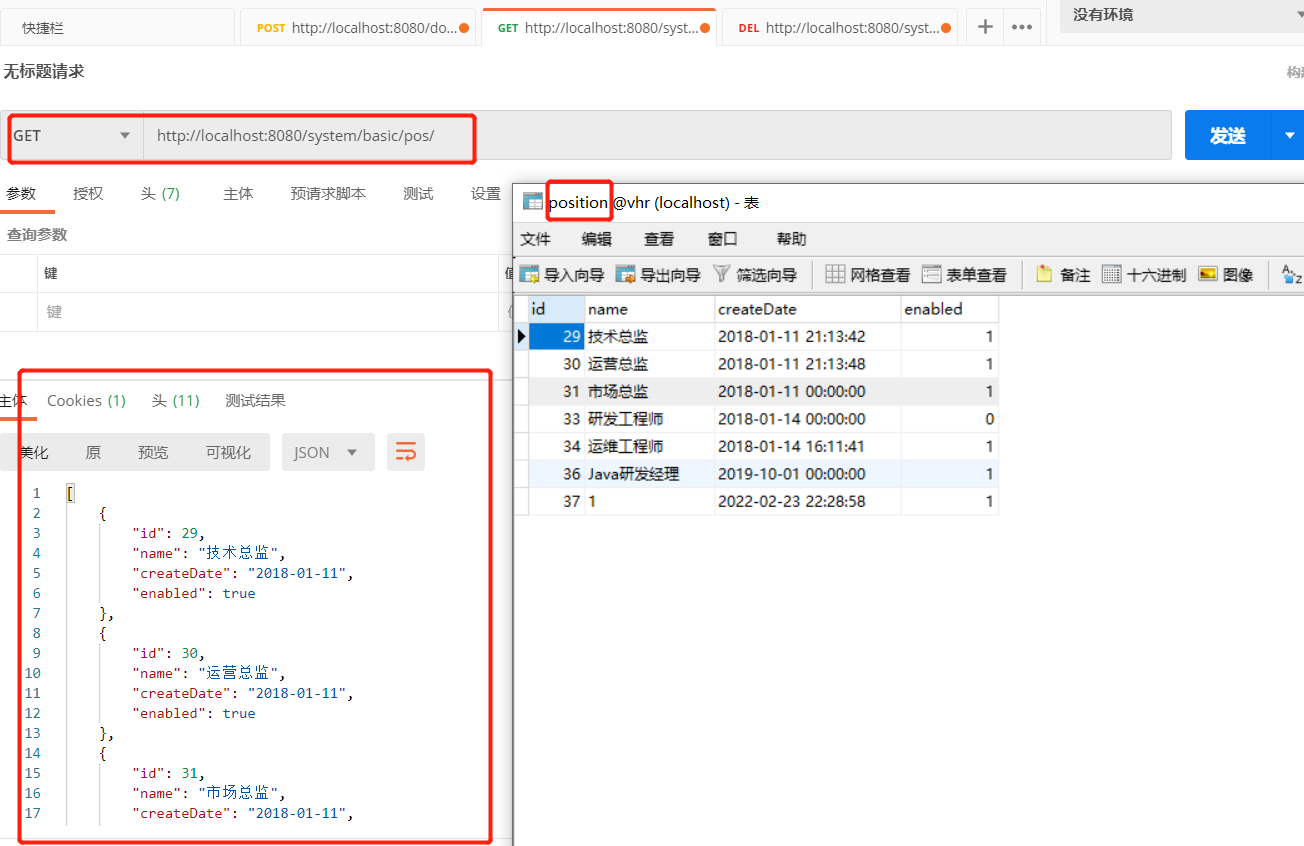 快捷栏
POST http://localhost:8080/do...
GET http://localhost:8080/syst...
DEL http://localhost:8080/syst...
没有环境
无标题请求
GET http://localhost:8080/system/basic/pos/
发送
参数 授权 头 (7) 主体 预请求脚本 测试 设置
查询参数
键
键
主体 Cookies (1) 头 (11) 测试结果
美化 原 预览 可视化 JSON
1 [
2 {
3 "id": 29,
4 "name": "技术总监",
5 "createDate": "2018-01-11",
6 "enabled": true
7 },
8 {
9 "id": 30,
10 "name": "运营总监",
11 "createDate": "2018-01-11",
12 "enabled": true
13 },
14 {
15 "id": 31,
16 "name": "市场总监",
17 "createDate": "2018-01-11",
position @vhr (localhost) - 表
文件 编辑 查看 窗口 帮助
导入向导 导出向导 筛选向导 网格查看 表单查看 备注 十六进制 图像
id name createDate enabled
29 技术总监 2018-01-11 21:13:42 1
30 运营总监 2018-01-11 21:13:48 1
31 市场总监 2018-01-11 00:00:00 1
33 研发工程师 2018-01-14 00:00:00 0
34 运维工程师 2018-01-14 16:11:41 1
36 Java研发经理 2019-10-01 00:00:00 1
37 1 2022-02-23 22:28:58 1